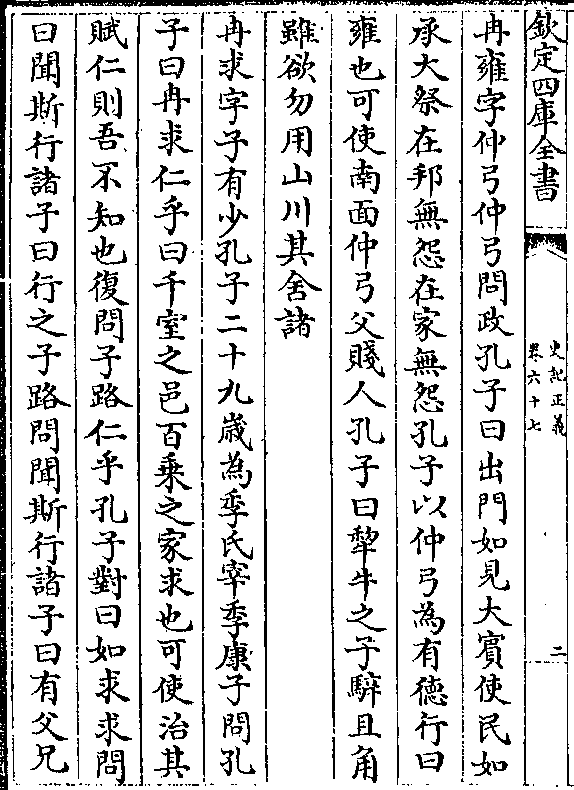 欽定四庫全書
史記正義
卷六十七
二
冉雍字仲弓仲弓問政孔子曰出門如見大賓使民如
承大祭在邦無怨在家無怨孔子以仲弓為有德行曰
雍也可使南面仲弓父賤人孔子曰犂牛之子騂且角
雖欲勿用山川其舍諸
冉求字子有少孔子二十九歲為季氏宰季康子問孔
子曰冉求仁乎曰千室之邑百乘之家求也可使治其
賦仁則吾不知也復問子路仁乎孔子對曰如求求問
曰聞斯行諸子曰行之子路問聞斯行諸子曰有父兄